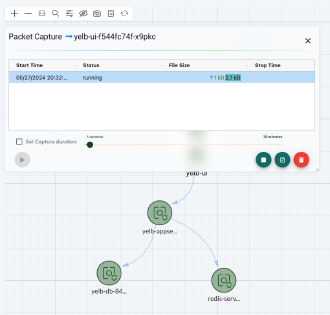 Packet Capture → yelb-ui-f544fc74f-x9pkc
Start Time Status File Size Stop Time
05/27/2024 20:32:... running ↑1 kB 2.1 kB
Set Capture duration
5 seconds
30 minutes
yelb-ui
yelb-appse...
yelb-db-84...
redis-serv...